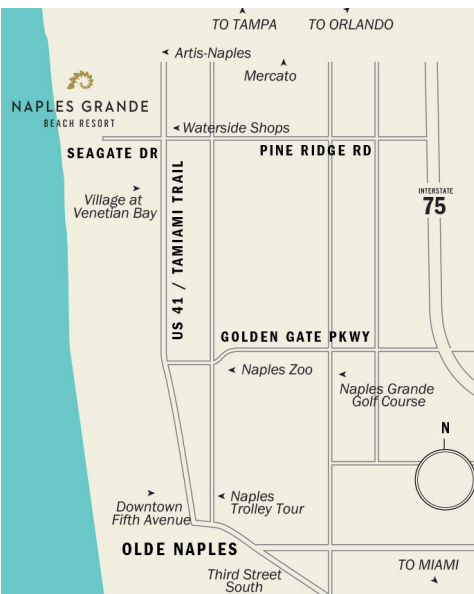 TO TAMPA
TO ORLANDO
Artis-Naples
Mercato
NAPLES GRANDE
BEACH RESORT
Waterside Shops
SEAGATE DR
PINE RIDGE RD
US 41 / TAMIAMI TRAIL
Village at
Venetian Bay
INTERSTATE
75
GOLDEN GATE PKWY
Naples Zoo
Naples Grande
Golf Course
N
Downtown
Fifth Avenue
Naples
Trolley Tour
OLDE NAPLES
TO MIAMI
Third Street
South